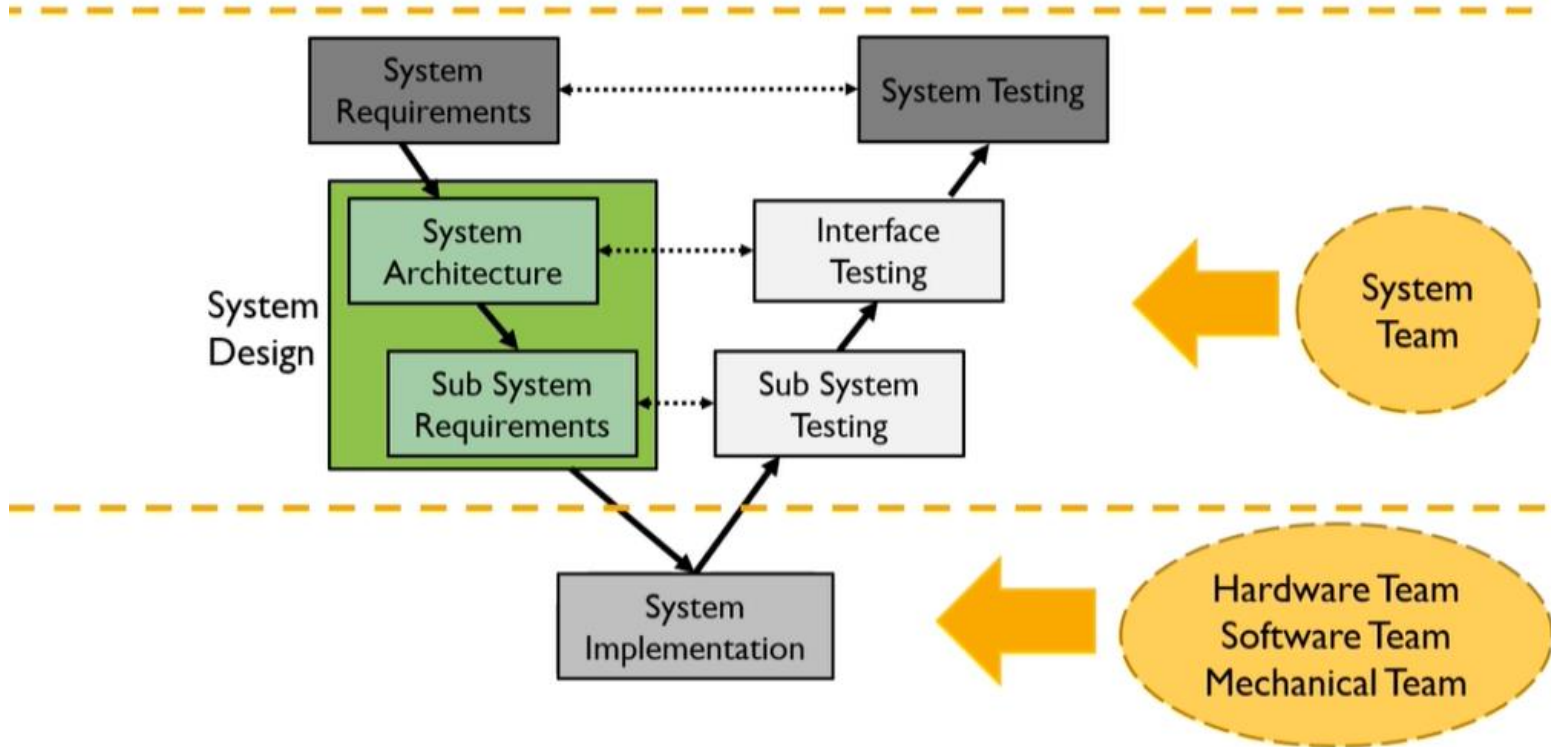 System
Requirements
System Testing
System
Architecture
Interface
Testing
System
Design
System
Team
Sub System
Requirements
Sub System
Testing
System
Implementation
Hardware Team
Software Team
Mechanical Team